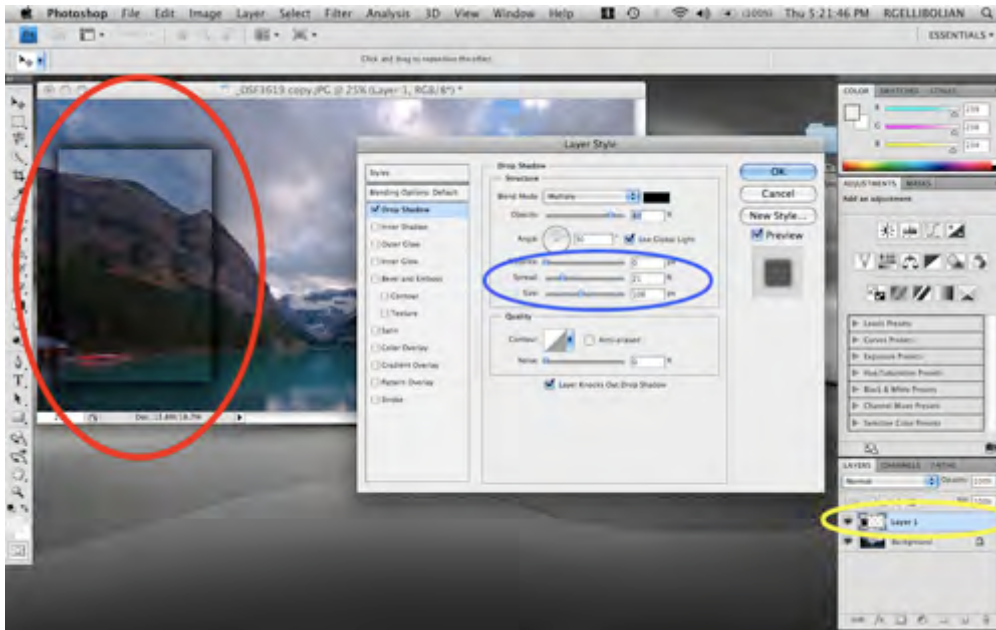 Photoshop File Edit Image Layer Select Filter Analysis 3D View Window Help (100%) Thu 5:21:46 PM RGELLIBOLIAN
ESSENTIALS
Click and drag to reposition the effect.
_DSF3619 copy.JPG @ 25% (Layer 1, RGB/8*) *
Layer Style
Styles
Blending Options: Default
Drop Shadow
Inner Shadow
Outer Glow
Inner Glow
Bevel and Emboss
Contour
Texture
Satin
Color Overlay
Gradient Overlay
Pattern Overlay
Stroke
Drop Shadow
Structure
Blend Mode: Multiply
Opacity: %
Angle: ° Use Global Light
Distance: 0 px
Spread: 21 %
Size: px
Quality
Contour: Anti-aliased
Noise: 0 %
Layer Knocks Out Drop Shadow
OK
Cancel
New Style...
Preview
COLOR SWATCHES STYLES
R
G
B
ADJUSTMENTS MASKS
Add an adjustment
Levels Presets
Curves Presets
Exposure Presets
Hue/Saturation Presets
Black & White Presets
Channel Mixer Presets
Selective Color Presets
LAYERS CHANNELS PATHS
Normal Opacity: 100%
Layer 1
Background